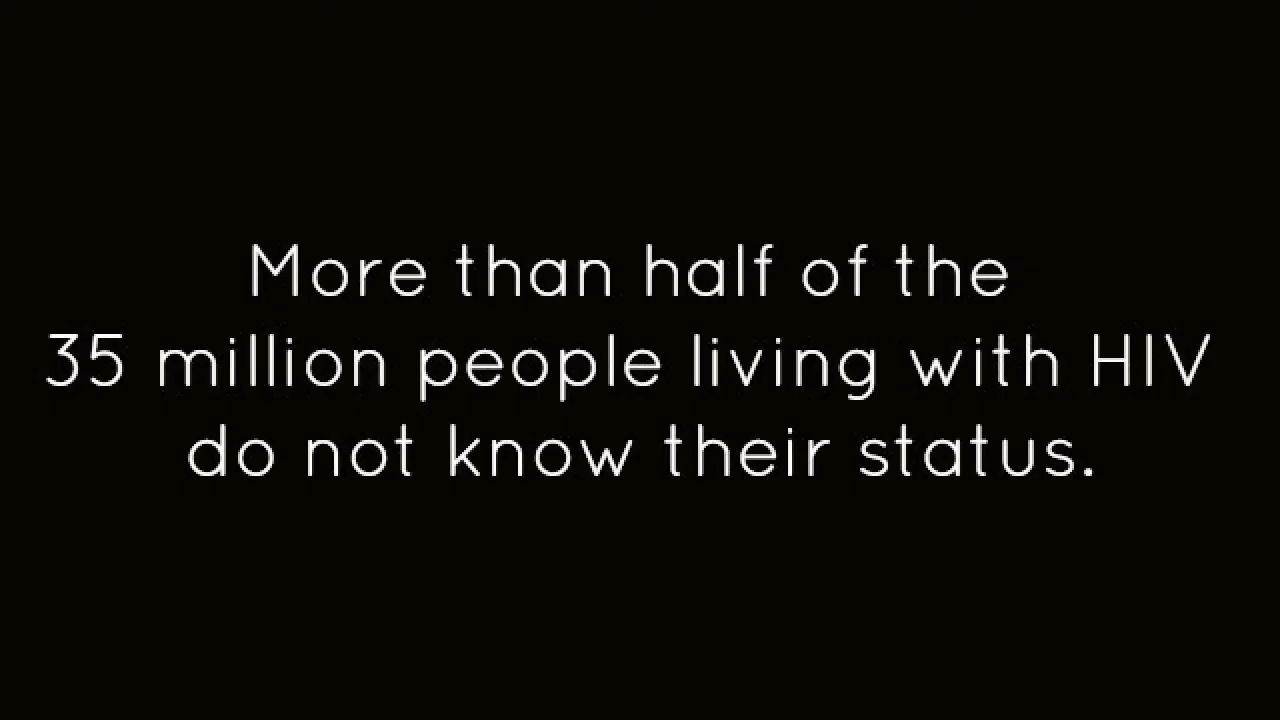 More than half of the
35 million people living with HIV
do not know their status.